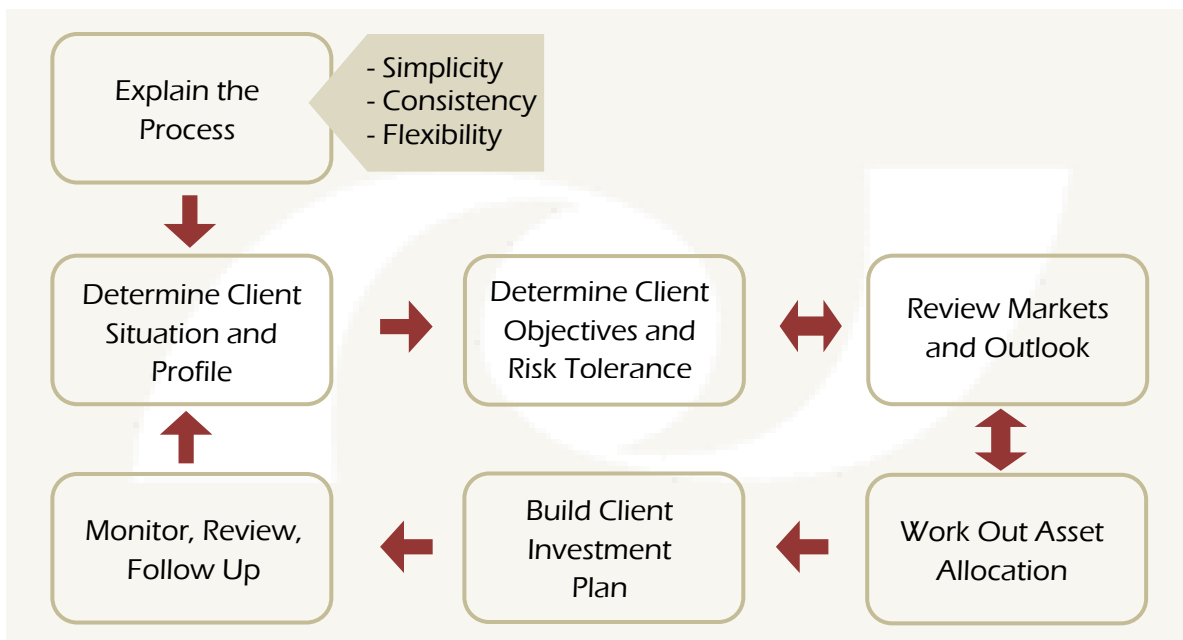 Explain the
Process
- Simplicity
- Consistency
- Flexibility
Determine Client
Situation and
Profile
Determine Client
Objectives and
Risk Tolerance
Review Markets
and Outlook
Monitor, Review,
Follow Up
Build Client
Investment
Plan
Work Out Asset
Allocation